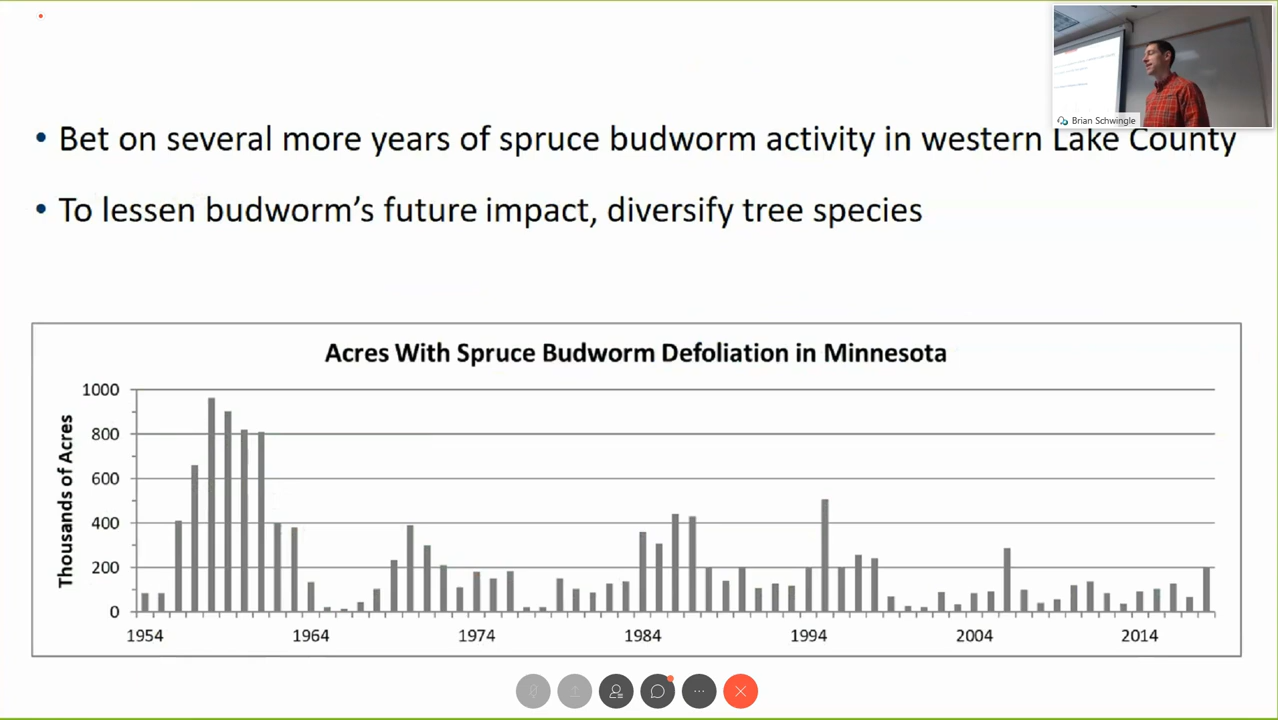 Brian Schwingle
• Bet on several more years of spruce budworm activity in western Lake County
• To lessen budworm's future impact, diversify tree species
Acres With Spruce Budworm Defoliation in Minnesota
Thousands of Acres
1000
800
600
400
200
0
1954 1964 1974 1984 1994 2004 2014